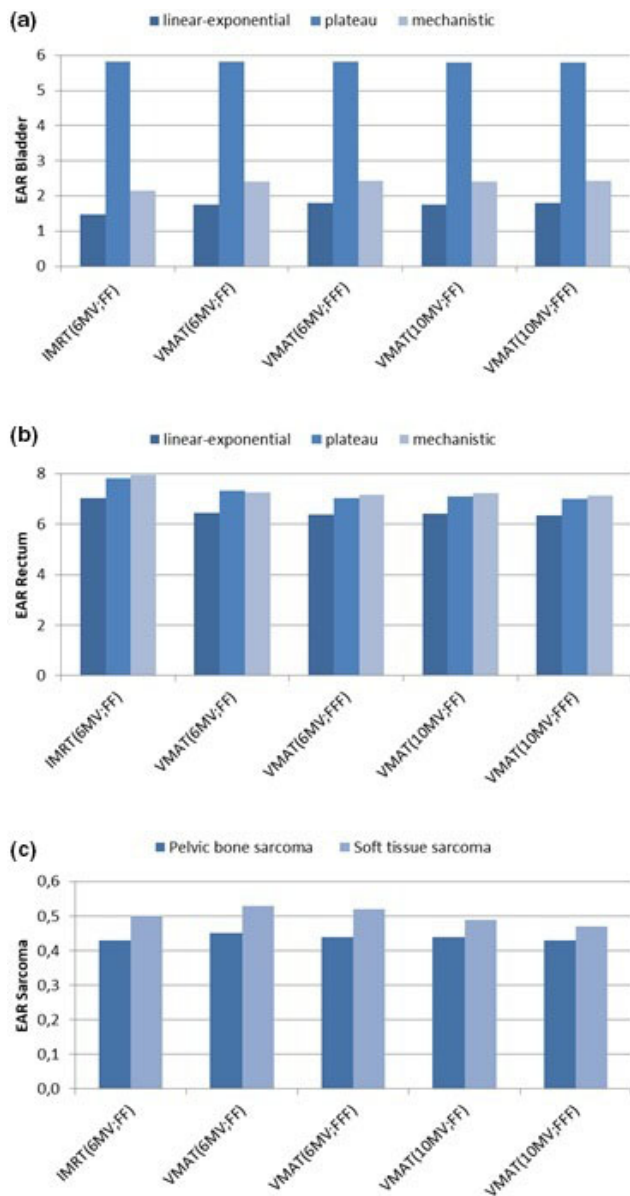 (a)
linear-exponential plateau mechanistic
6
5
4
3
2
1
0
EAR Bladder
IMRT(6MV;FF)
VMAT(6MV;FF)
VMAT(6MV;FFF)
VMAT(10MV;FF)
VMAT(10MV;FFF)
(b)
linear-exponential plateau mechanistic
8
6
4
2
0
EAR Rectum
IMRT(6MV;FF)
VMAT(6MV;FF)
VMAT(6MV;FFF)
VMAT(10MV;FF)
VMAT(10MV;FFF)
(c)
Pelvic bone sarcoma Soft tissue sarcoma
0,6
0,5
0,4
0,3
0,2
0,1
0,0
EAR Sarcoma
IMRT(6MV;FF)
VMAT(6MV;FF)
VMAT(6MV;FFF)
VMAT(10MV;FF)
VMAT(10MV;FFF)